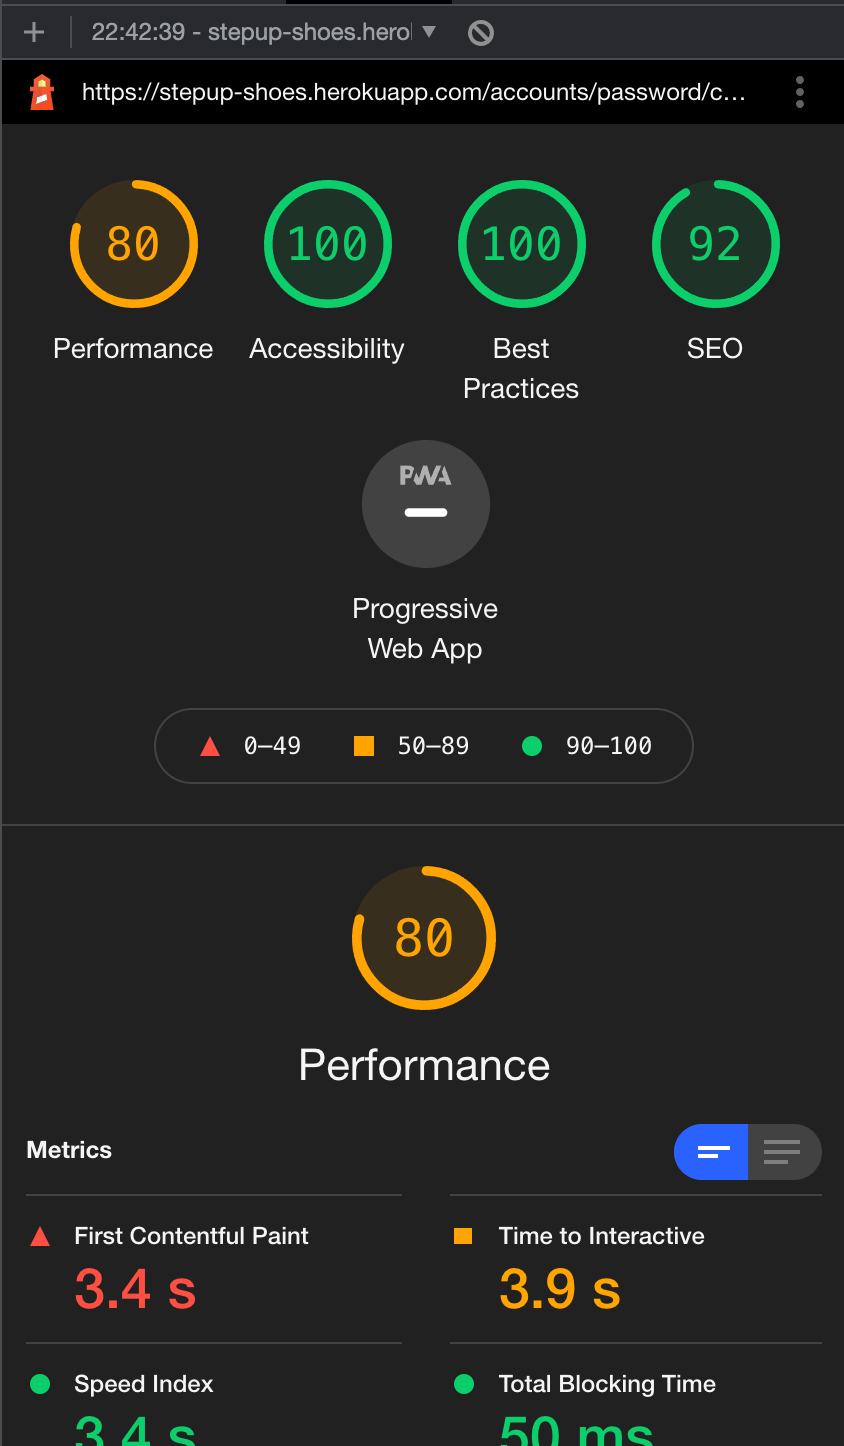 22:42:39 - stepup-shoes.herol
https://stepup-shoes.herokuapp.com/accounts/password/c...
80
100
100
92
Performance
Accessibility
Best
Practices
SEO
PWA
Progressive
Web App
0–49
50–89
90–100
80
Performance
Metrics
First Contentful Paint
3.4 s
Time to Interactive
3.9 s
Speed Index
3.4 s
Total Blocking Time
50 ms